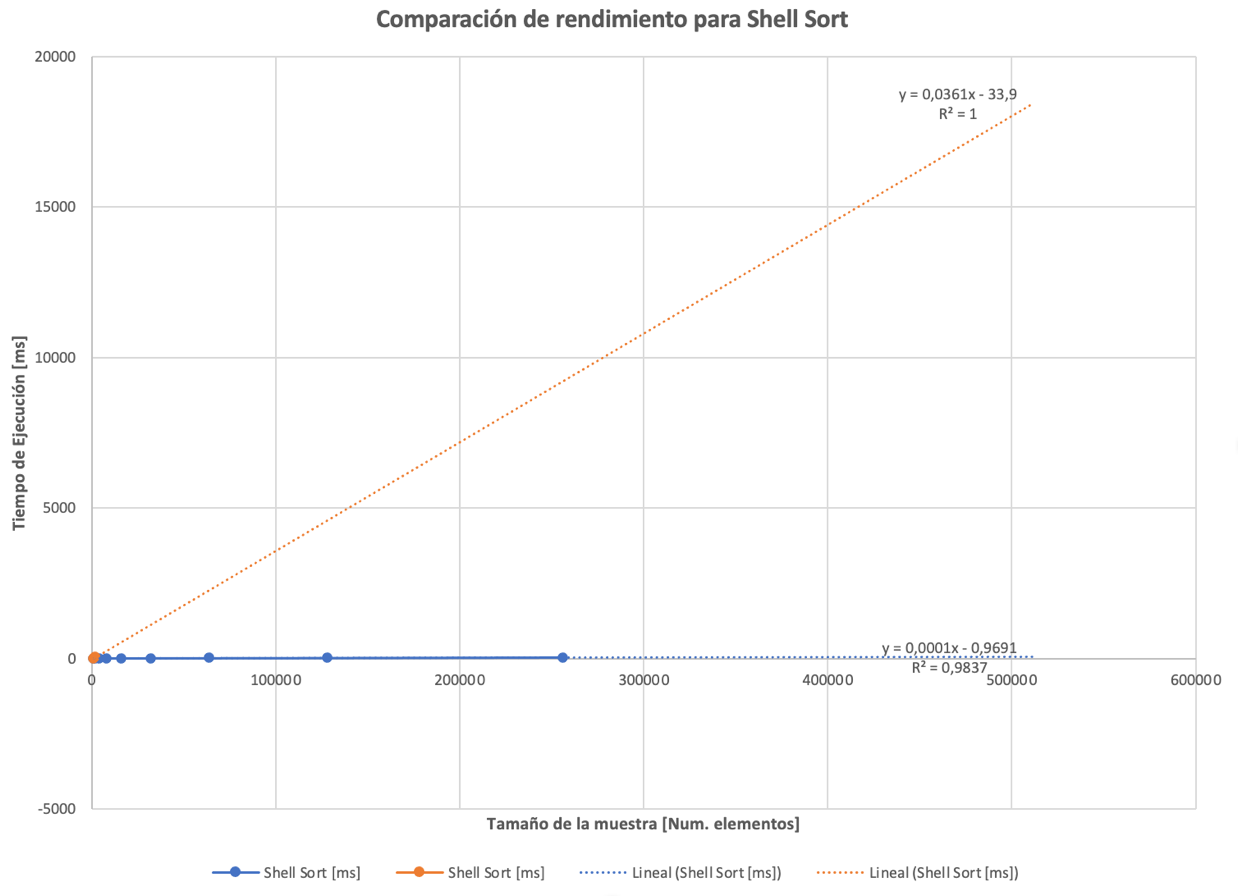 Comparación de rendimiento para Shell Sort
20000
15000
10000
5000
0
-5000
Tiempo de Ejecución [ms]
y = 0,0361x - 33,9
R² = 1
y = 0,0001x - 0,9691
R² = 0,9837
0 100000 200000 300000 400000 500000 600000
Tamaño de la muestra [Num. elementos]
Shell Sort [ms] Shell Sort [ms] Lineal (Shell Sort [ms]) Lineal (Shell Sort [ms])